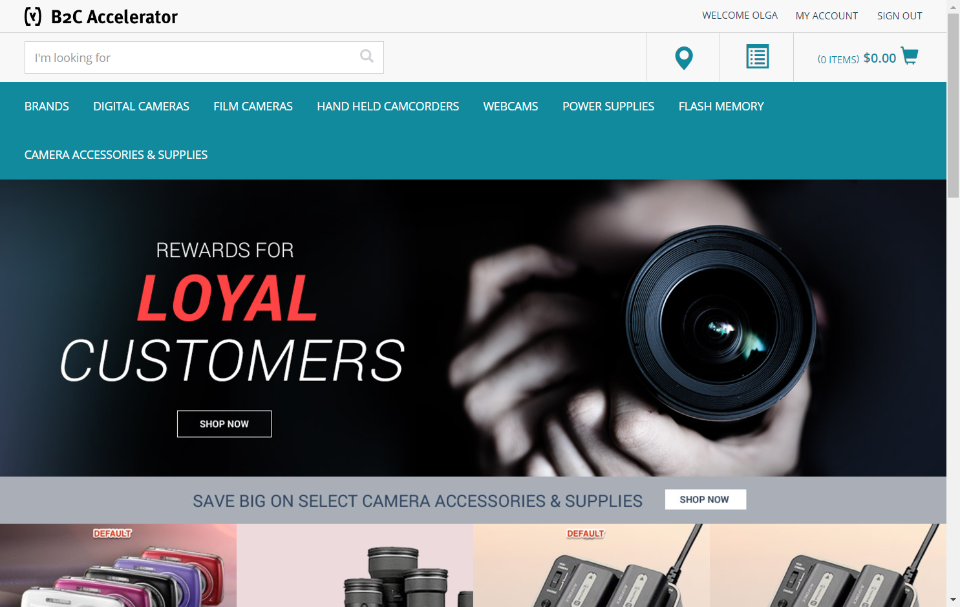 B2C Accelerator
WELCOME OLGA MY ACCOUNT SIGN OUT
I'm looking for
(0 ITEMS) $0.00
BRANDS DIGITAL CAMERAS FILM CAMERAS HAND HELD CAMCORDERS WEBCAMS POWER SUPPLIES FLASH MEMORY
CAMERA ACCESSORIES & SUPPLIES
REWARDS FOR
LOYAL
CUSTOMERS
SHOP NOW
SAVE BIG ON SELECT CAMERA ACCESSORIES & SUPPLIES SHOP NOW
DEFAULT DEFAULT